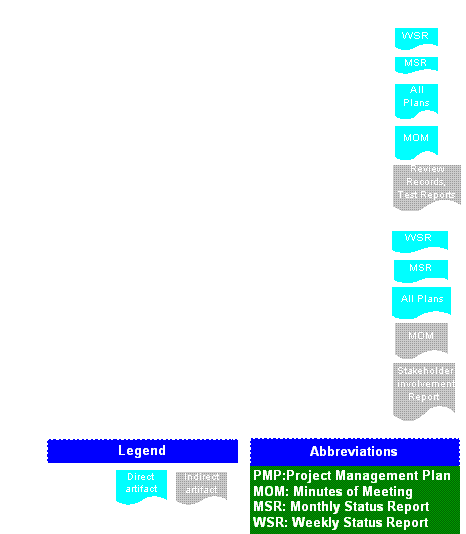 WSR
MSR
All
Plans
MOM
Review
Records,
Test Reports
WSR
MSR
All Plans
MOM
Stakeholder
involvement
Report
Legend
Direct
artifact
Indirect
artifact
Abbreviations
PMP:Project Management Plan
MOM: Minutes of Meeting
MSR: Monthly Status Report
WSR: Weekly Status Report